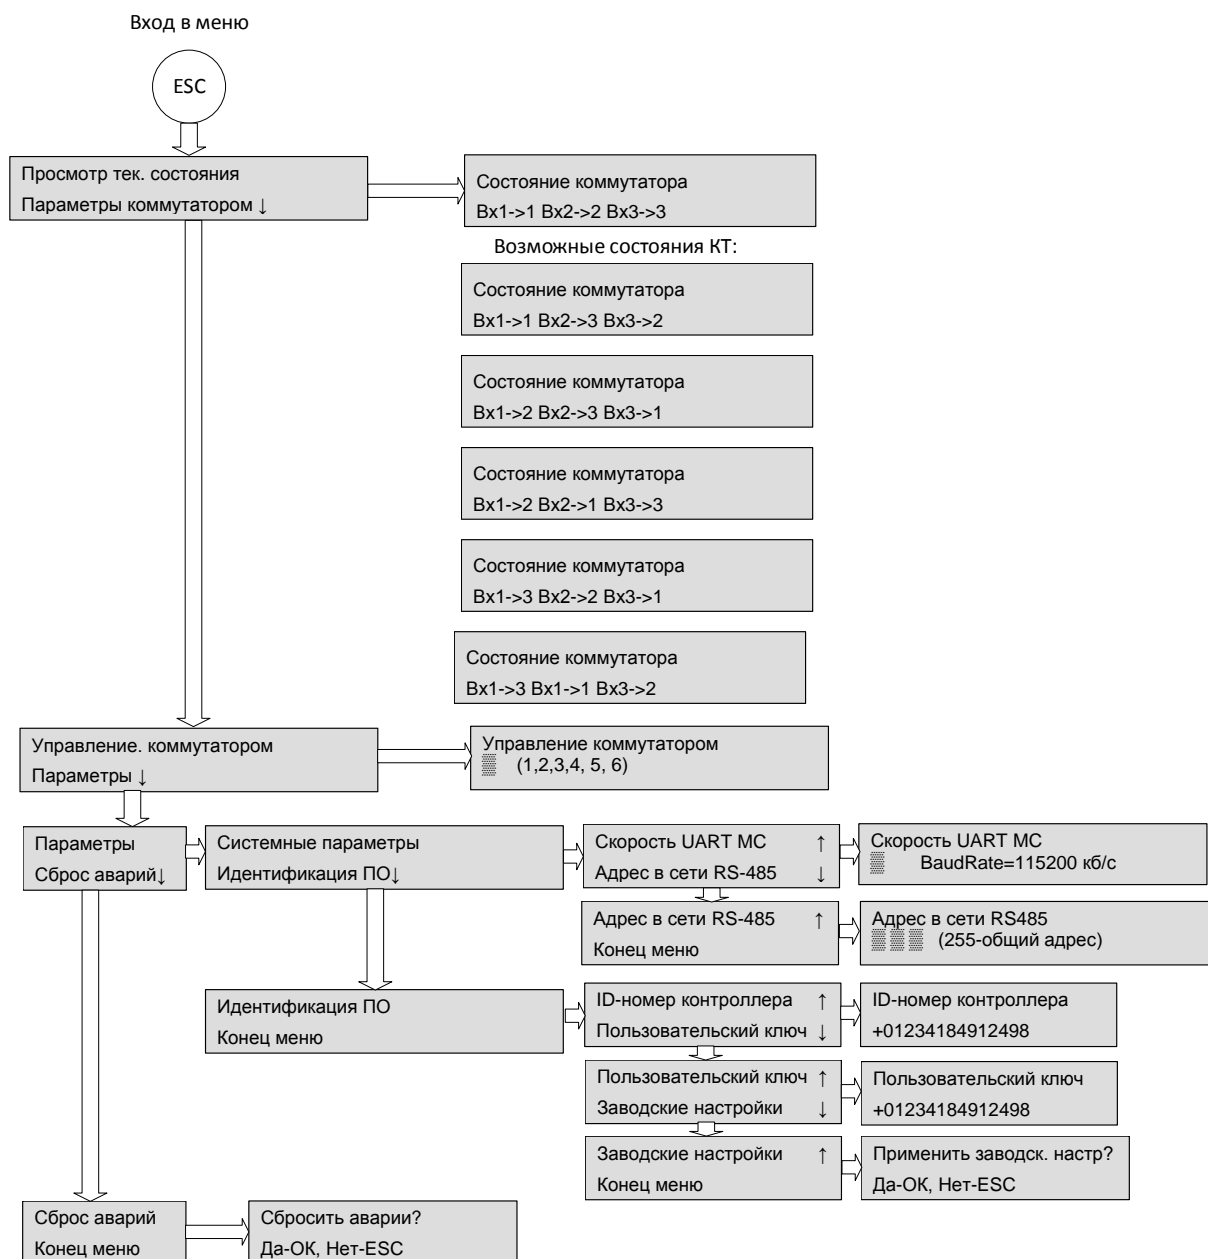 Вход в меню
ESC
Просмотр тек. состояния
Параметры коммутатором ↓
Состояние коммутатора
Вх1->1 Вх2->2 Вх3->3
Возможные состояния КТ:
Состояние коммутатора
Вх1->1 Вх2->3 Вх3->2
Состояние коммутатора
Вх1->2 Вх2->3 Вх3->1
Состояние коммутатора
Вх1->2 Вх2->1 Вх3->3
Состояние коммутатора
Вх1->3 Вх2->2 Вх3->1
Состояние коммутатора
Вх1->3 Вх1->1 Вх3->2
Управление. коммутатором
Параметры ↓
Управление коммутатором
▒ (1,2,3,4, 5, 6)
Параметры
Сброс аварий↓
Системные параметры
Идентификация ПО↓
Скорость UART МС ↑
Адрес в сети RS-485 ↓
Скорость UART МС
▒ BaudRate=115200 кб/с
Адрес в сети RS-485 ↑
Конец меню
Адрес в сети RS485
▒ ▒ ▒ (255-общий адрес)
Идентификация ПО
Конец меню
ID-номер контроллера ↑
Пользовательский ключ ↓
ID-номер контроллера
+01234184912498
Пользовательский ключ ↑
Заводские настройки ↓
Пользовательский ключ
+01234184912498
Заводские настройки ↑
Конец меню
Применить заводск. настр?
Да-ОК, Нет-ESC
Сброс аварий
Конец меню
Сбросить аварии?
Да-ОК, Нет-ESC